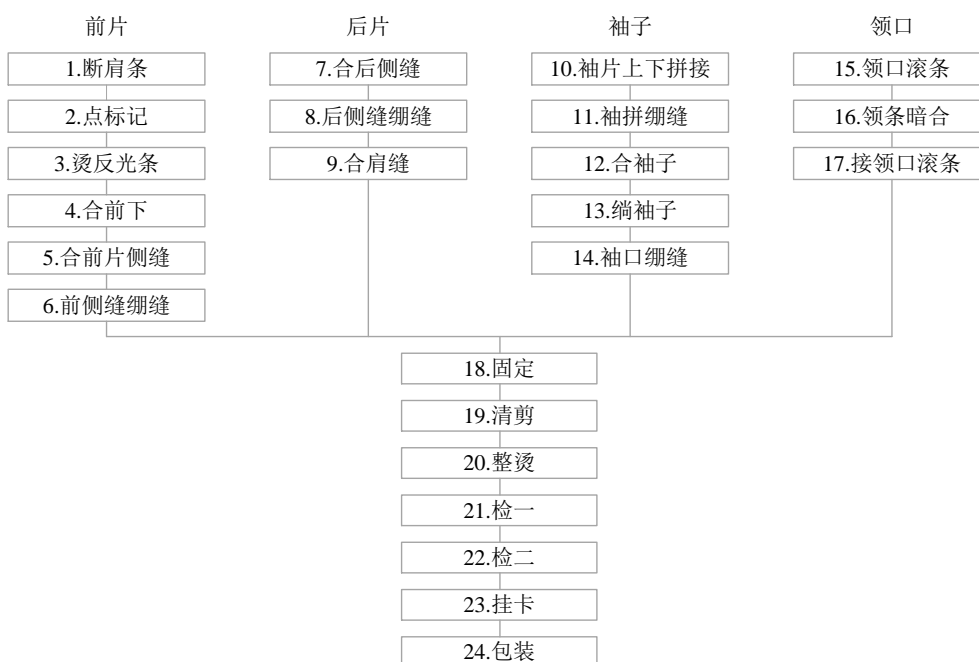 前片 后片 袖子 领口
1.断肩条 7.合后侧缝 10.袖片上下拼接 15.领口滚条
2.点标记 8.后侧缝绷缝 11.袖拼绷缝 16.领条暗合
3.烫反光条 9.合肩缝 12.合袖子 17.接领口滚条
4.合前下 13.绱袖子
5.合前片侧缝 14.袖口绷缝
6.前侧缝绷缝
18.固定
19.清剪
20.整烫
21.检一
22.检二
23.挂卡
24.包装